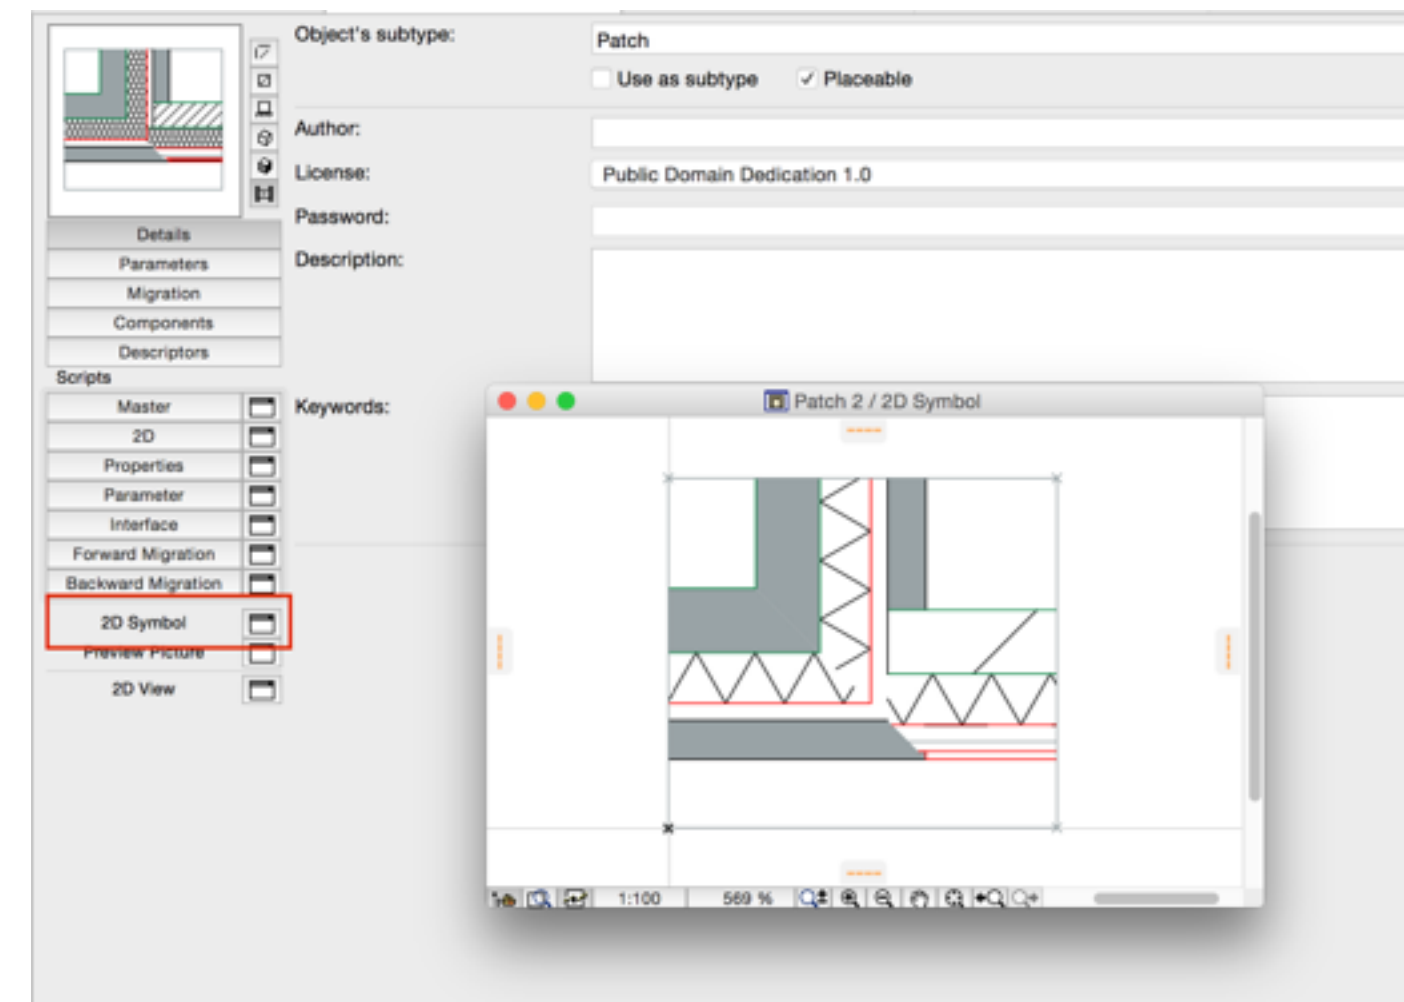 Object's subtype:
Patch
Use as subtype
Placeable
Author:
License:
Public Domain Dedication 1.0
Password:
Description:
Details
Parameters
Migration
Components
Descriptors
Scripts
Master
2D
Properties
Parameter
Interface
Forward Migration
Backward Migration
2D Symbol
Preview Picture
2D View
Keywords:
Patch 2 / 2D Symbol
1:100
569 %